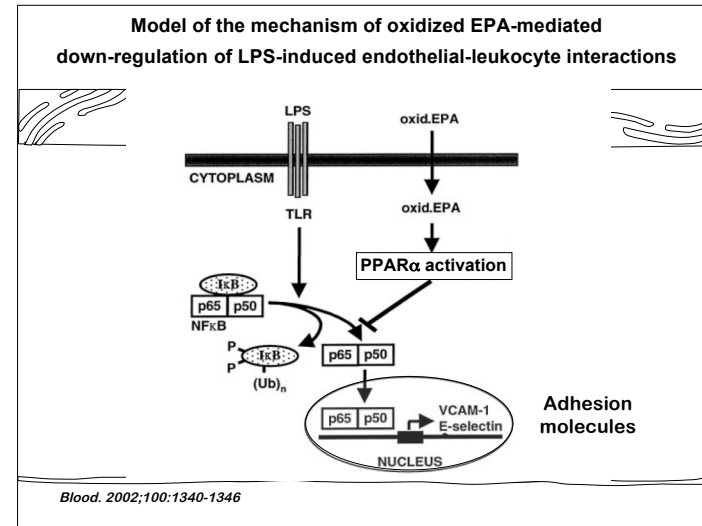 Model of the mechanism of oxidized EPA-mediated
down-regulation of LPS-induced endothelial-leukocyte interactions
LPS
oxid.EPA
CYTOPLASM
TLR
oxid.EPA
PPARα activation
IκB
p65 p50
NFκB
P
P
IκB
(Ub)n
p65 p50
p65 p50
VCAM-1
E-selectin
NUCLEUS
Adhesion
molecules
Blood. 2002;100:1340-1346